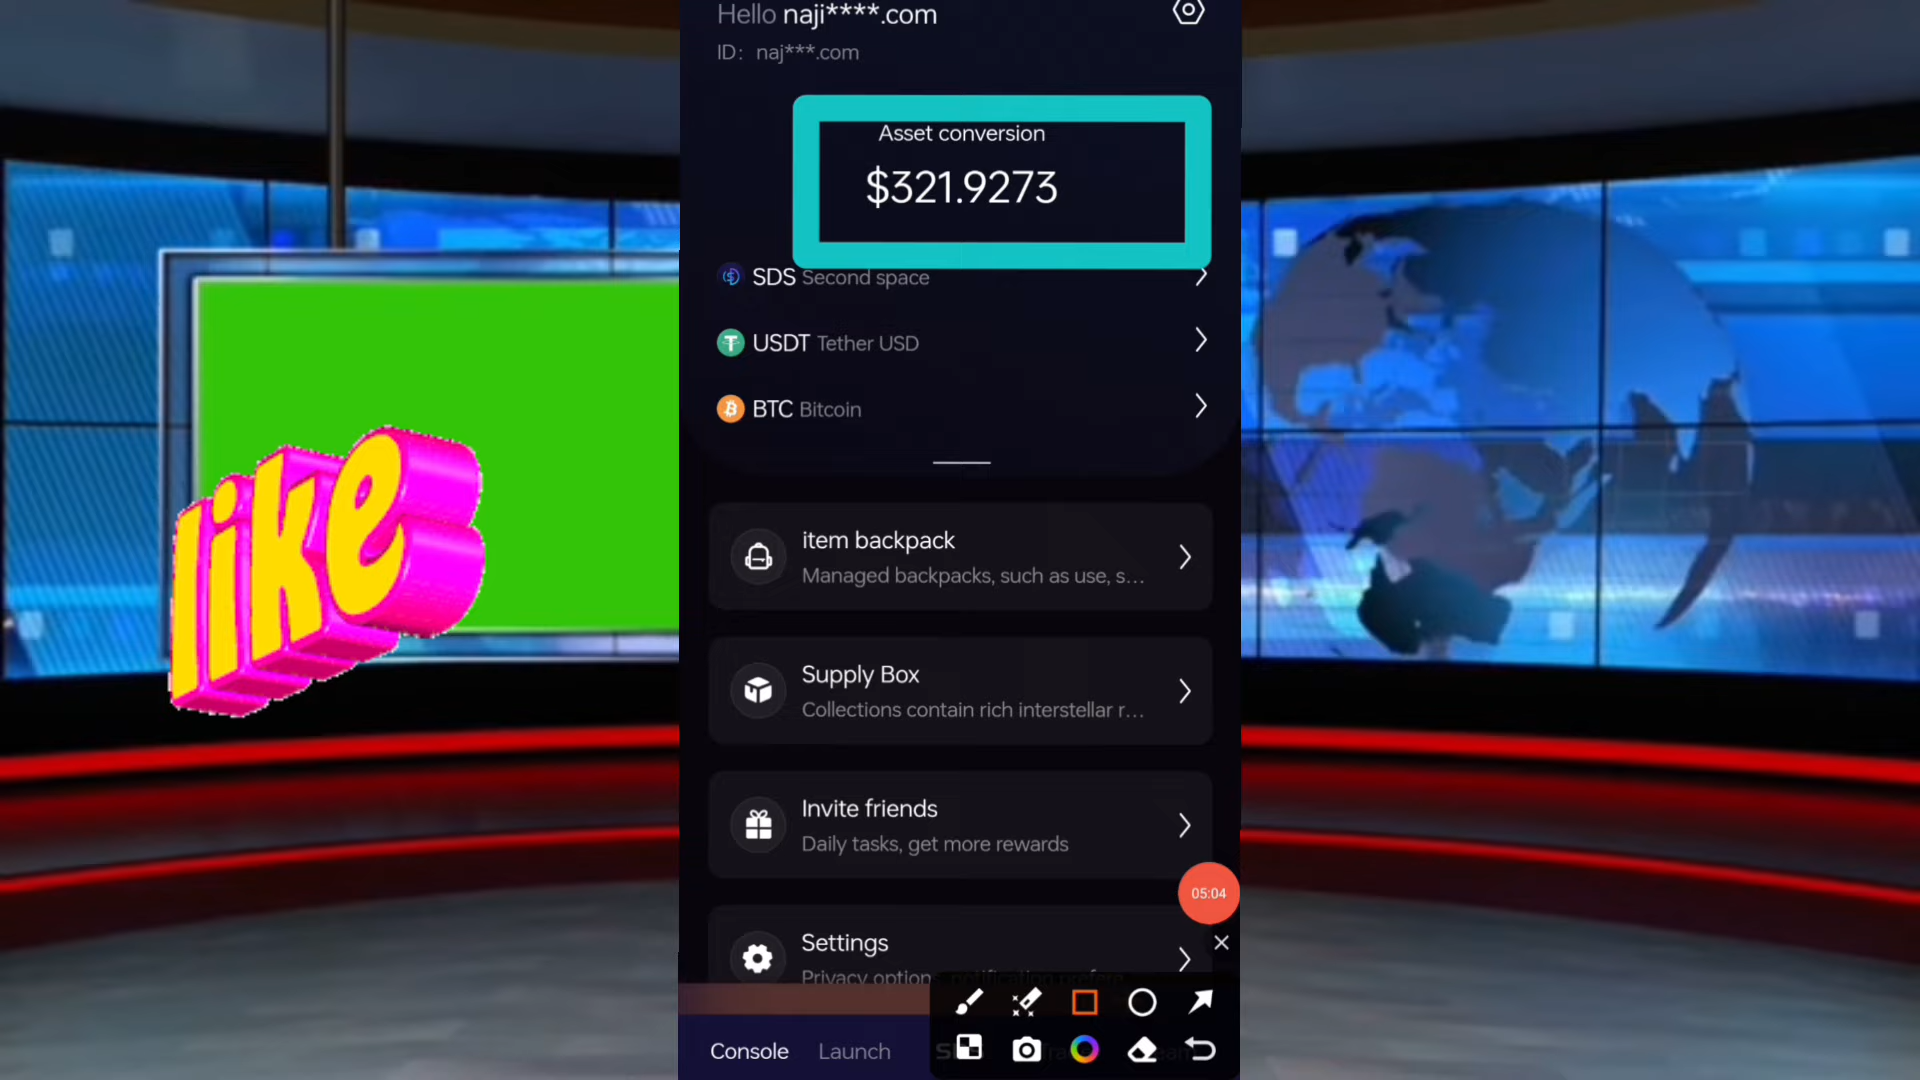 Hello naji****.com
ID: naj***.com
Asset conversion
$321.9273
SDS Second space
USDT Tether USD
BTC Bitcoin
like
item backpack
Managed backpacks, such as use, s...
Supply Box
Collections contain rich interstellar r...
Invite friends
Daily tasks, get more rewards
05:04
Settings
Privacy option
Console Launch